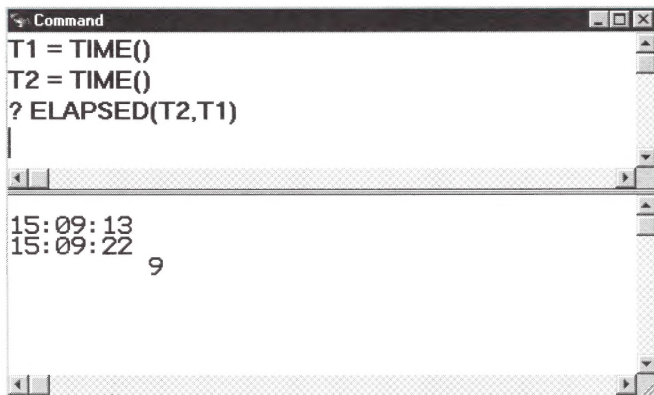 Command
T1 = TIME()
T2 = TIME()
? ELAPSED(T2,T1)
15:09:13
15:09:22
9